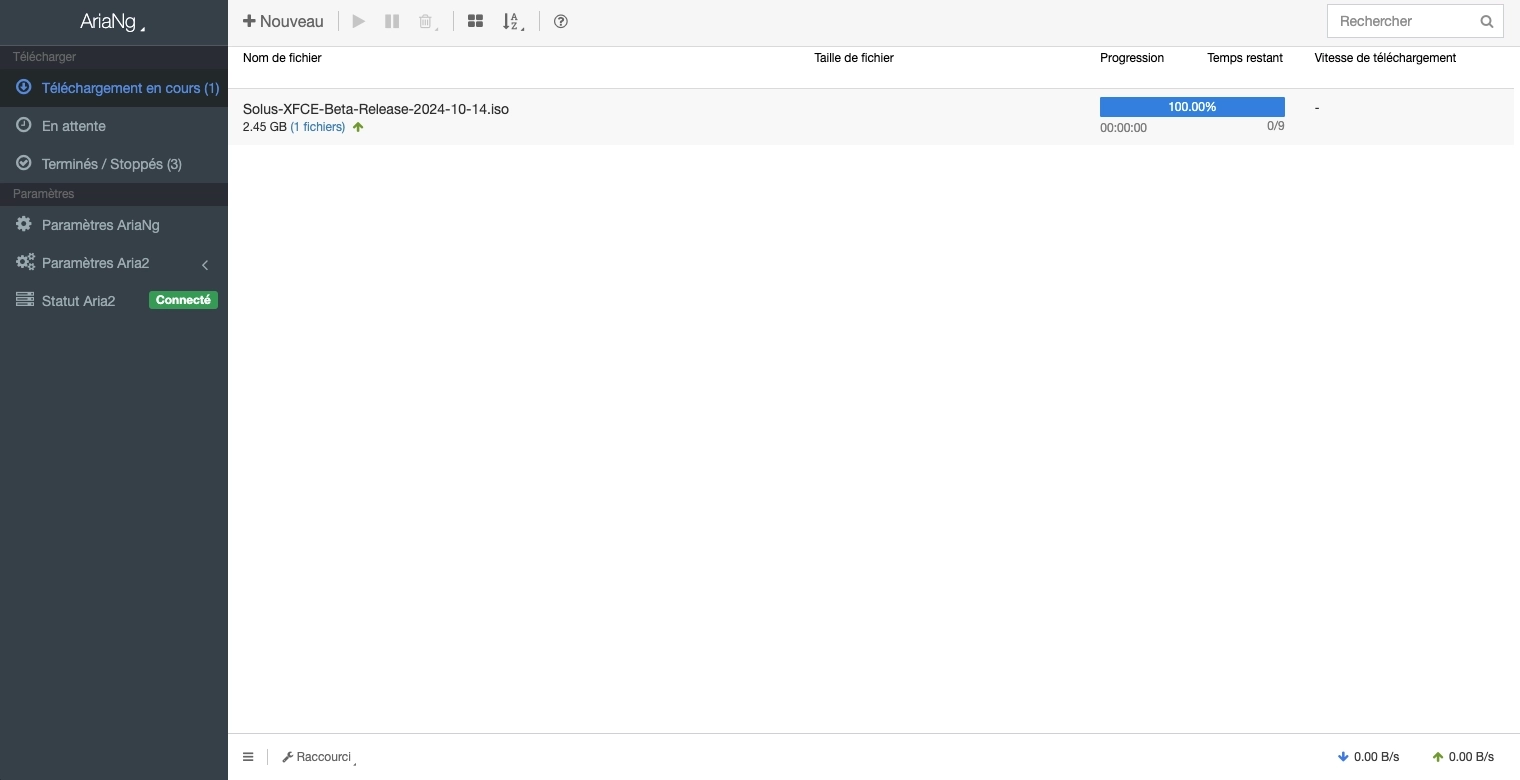 AriaNg
Nouveau
Rechercher
Télécharger
Téléchargement en cours (1)
En attente
Terminés / Stoppés (3)
Paramètres
Paramètres AriaNg
Paramètres Aria2
Statut Aria2
Connecté
Nom de fichier
Taille de fichier
Progression
Temps restant
Vitesse de téléchargement
Solus-XFCE-Beta-Release-2024-10-14.iso
2.45 GB (1 fichiers)
100.00%
00:00:00
0/9
-
Raccourci
0.00 B/s
0.00 B/s